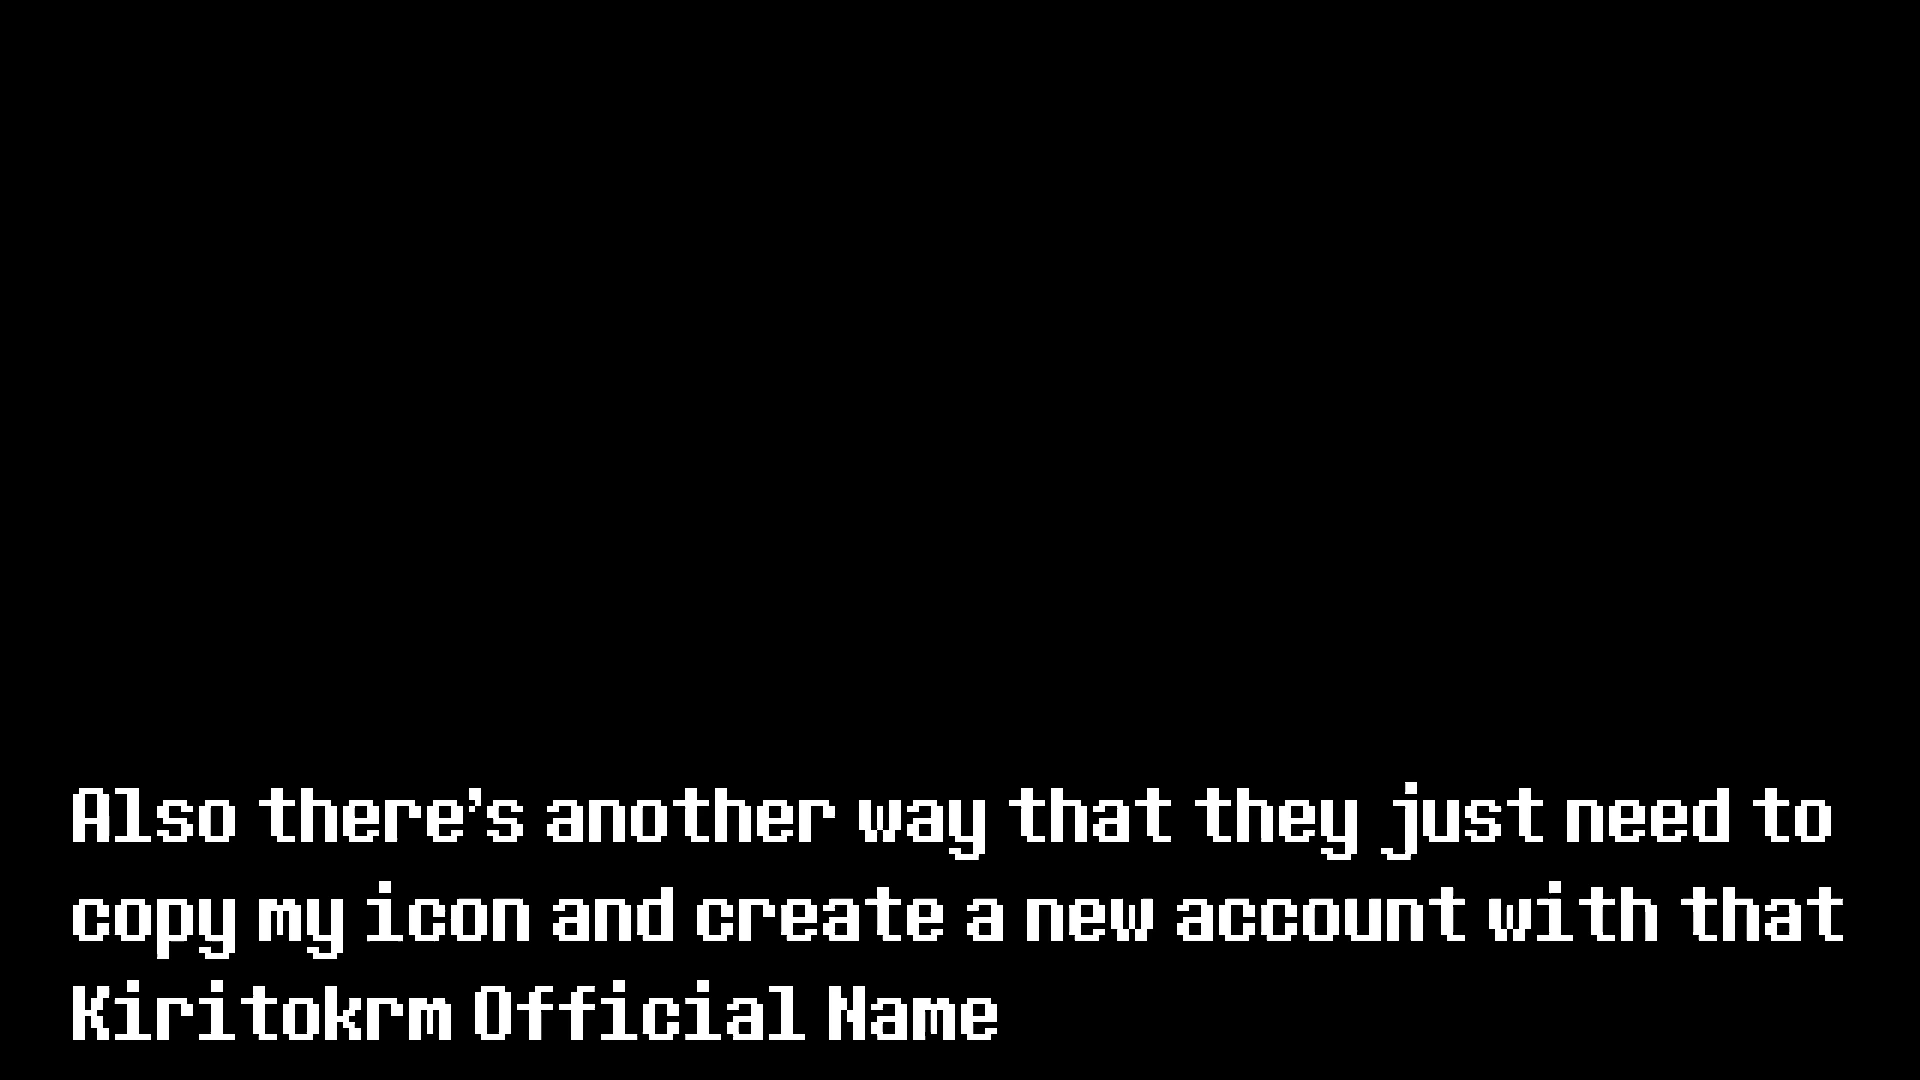 Also there's another way that they just need to
copy my icon and create a new account with that
Kiritokrm Official Name